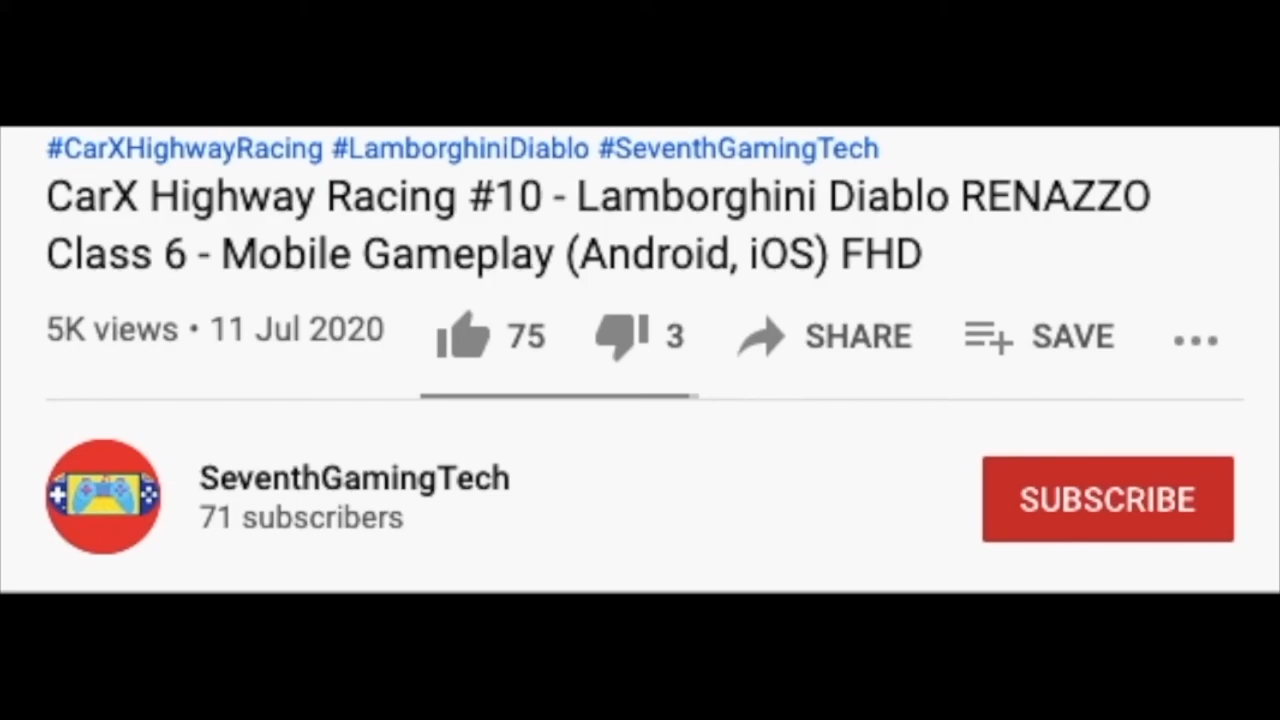 #CarXHighwayRacing #LamborghiniDiablo #SeventhGamingTech
CarX Highway Racing #10 - Lamborghini Diablo RENAZZO
Class 6 - Mobile Gameplay (Android, iOS) FHD
5K views • 11 Jul 2020 75 3 SHARE SAVE
SeventhGamingTech
71 subscribers
SUBSCRIBE